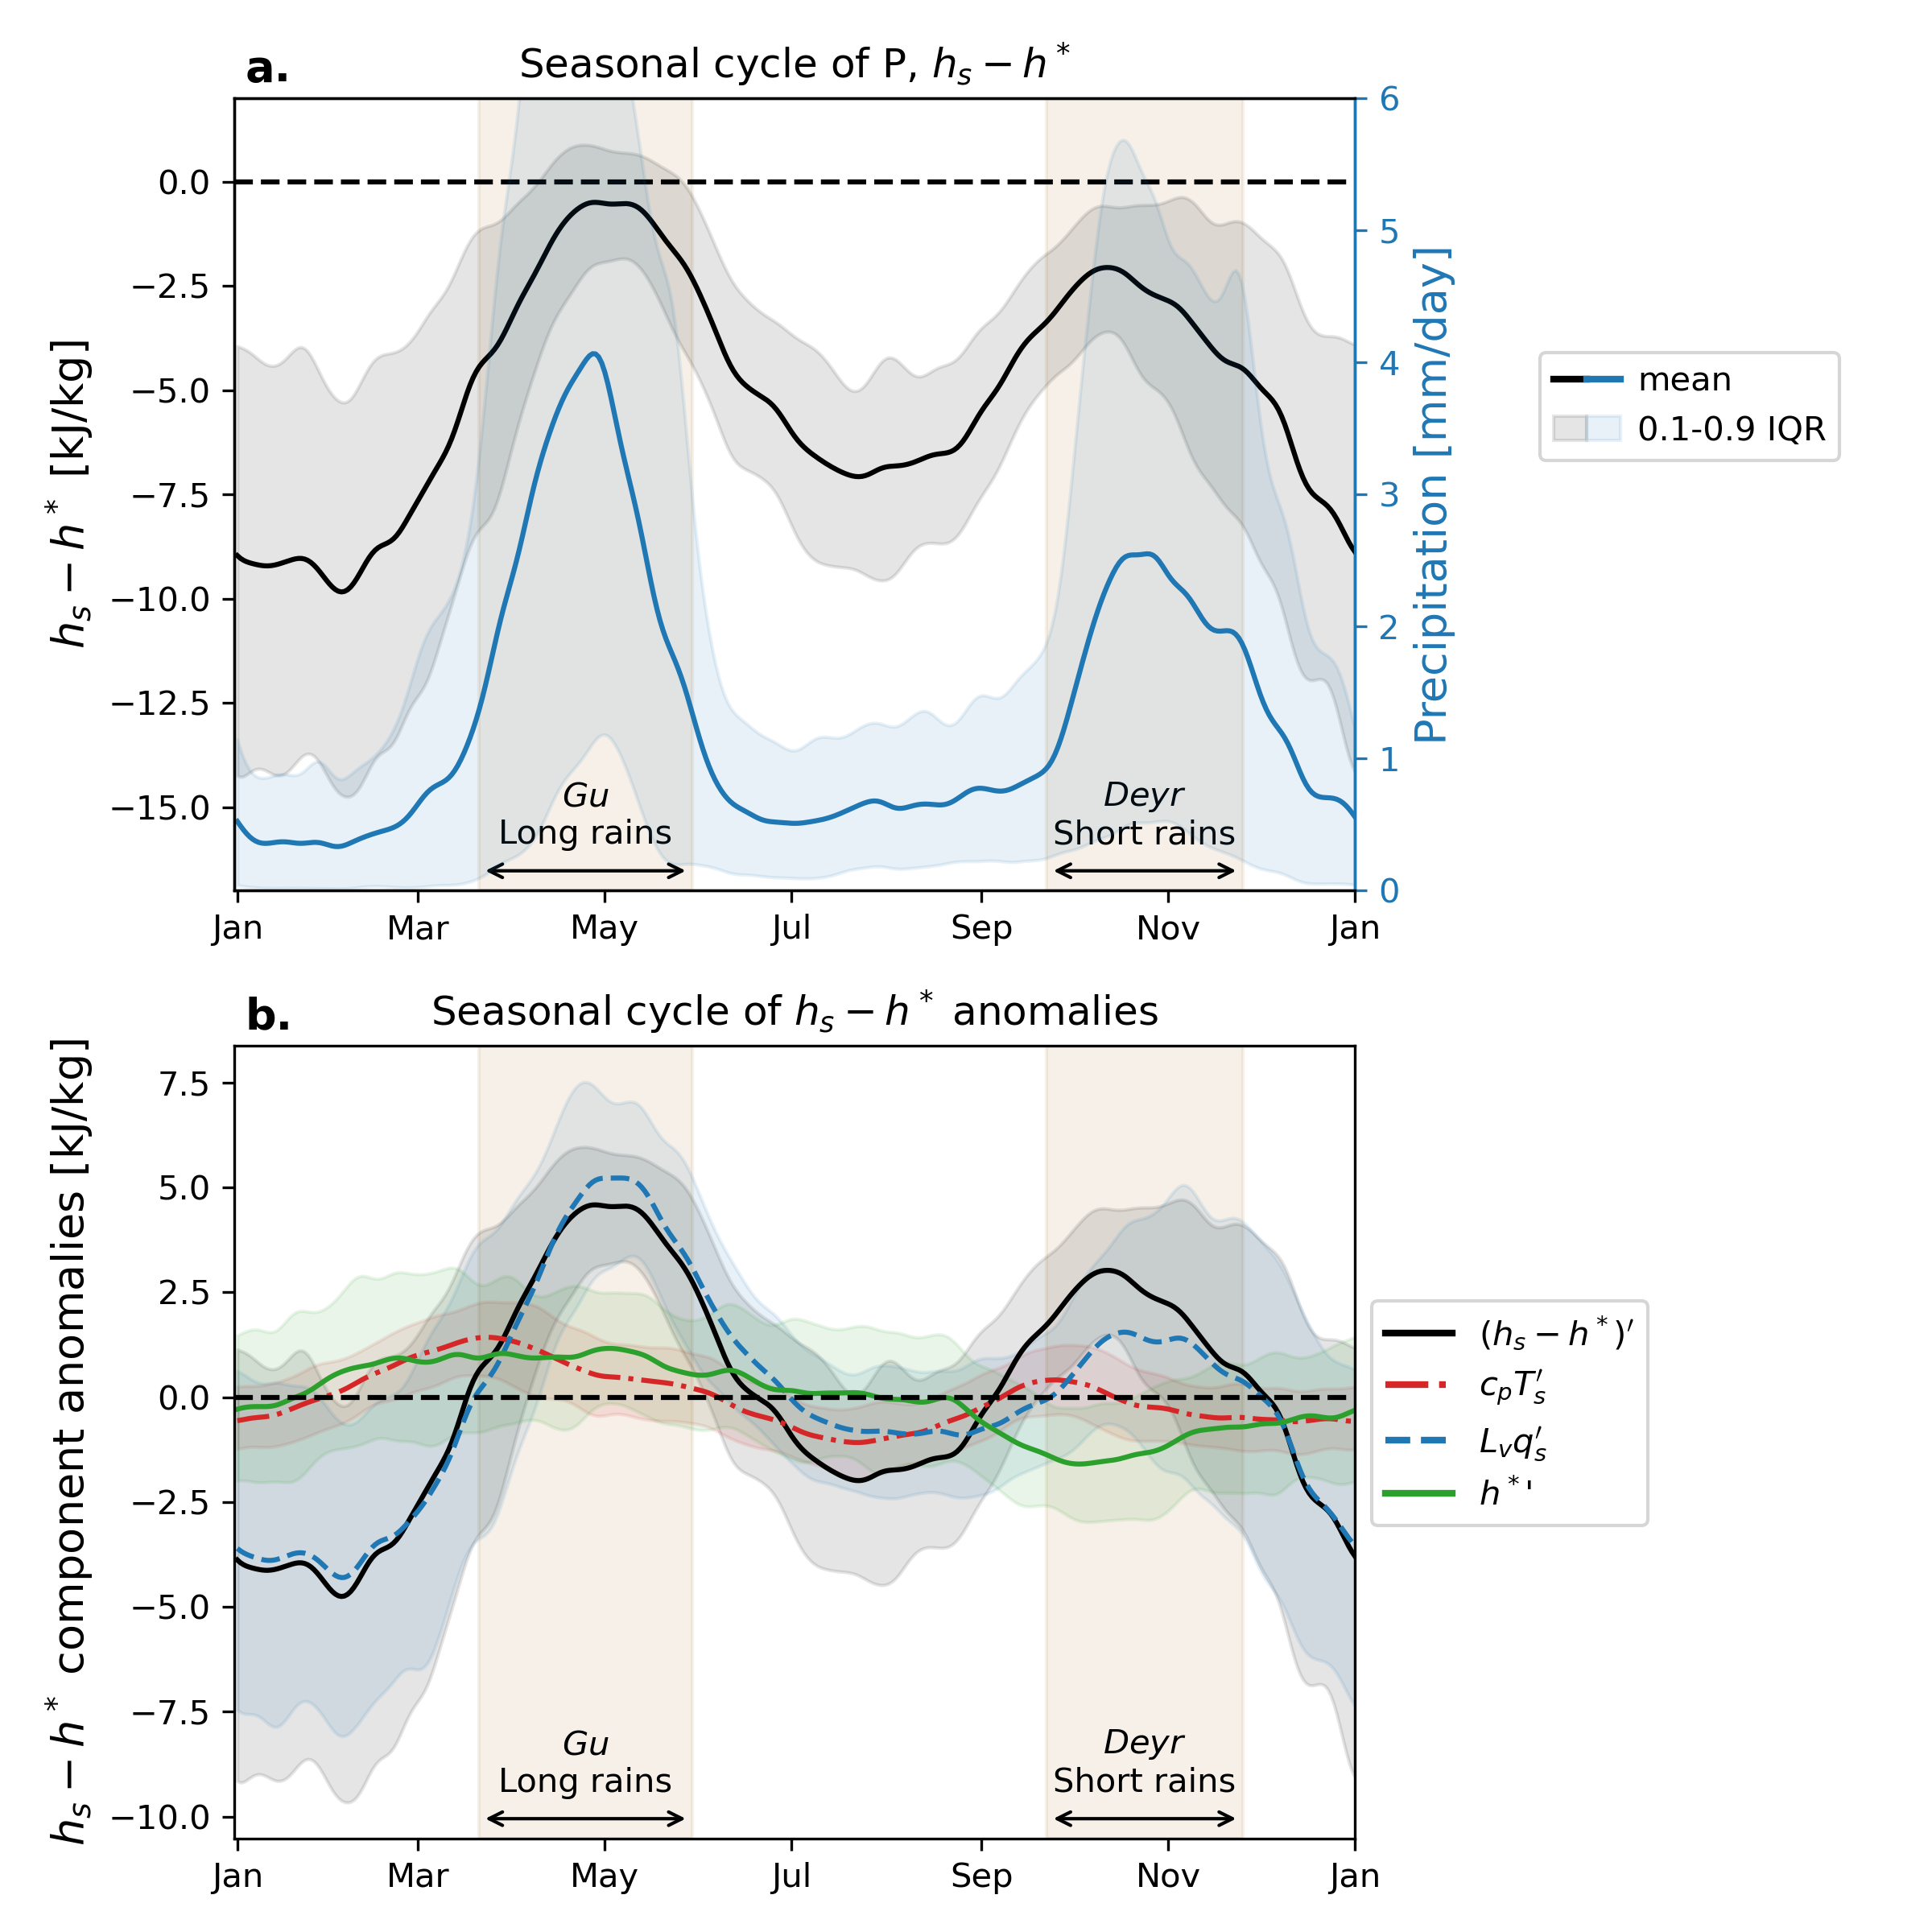 a.
Seasonal cycle of P, $h_s - h^*$
$h_s - h^*$ [kJ/kg]
0.0
−2.5
−5.0
−7.5
−10.0
−12.5
−15.0
6
5
4
3
2
1
0
Precipitation [mm/day]
Gu
Long rains
Deyr
Short rains
Jan Mar May Jul Sep Nov Jan
mean
0.1-0.9 IQR
b.
Seasonal cycle of $h_s - h^*$ anomalies
$h_s - h^*$ component anomalies [kJ/kg]
7.5
5.0
2.5
0.0
−2.5
−5.0
−7.5
−10.0
Gu
Long rains
Deyr
Short rains
Jan Mar May Jul Sep Nov Jan
$(h_s - h^*)'$
$c_p T_s'$
$L_v q_s'$
$h^*$'